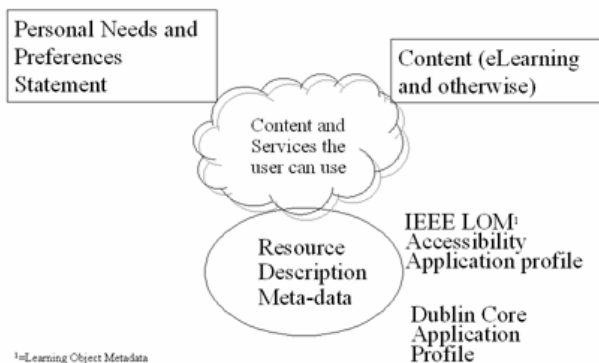 Personal Needs and
Preferences
Statement
Content (eLearning
and otherwise)
Content and
Services the
user can use
Resource
Description
Meta-data
IEEE LOM¹
Accessibility
Application profile
Dublin Core
Application
Profile
¹=Learning Object Metadata